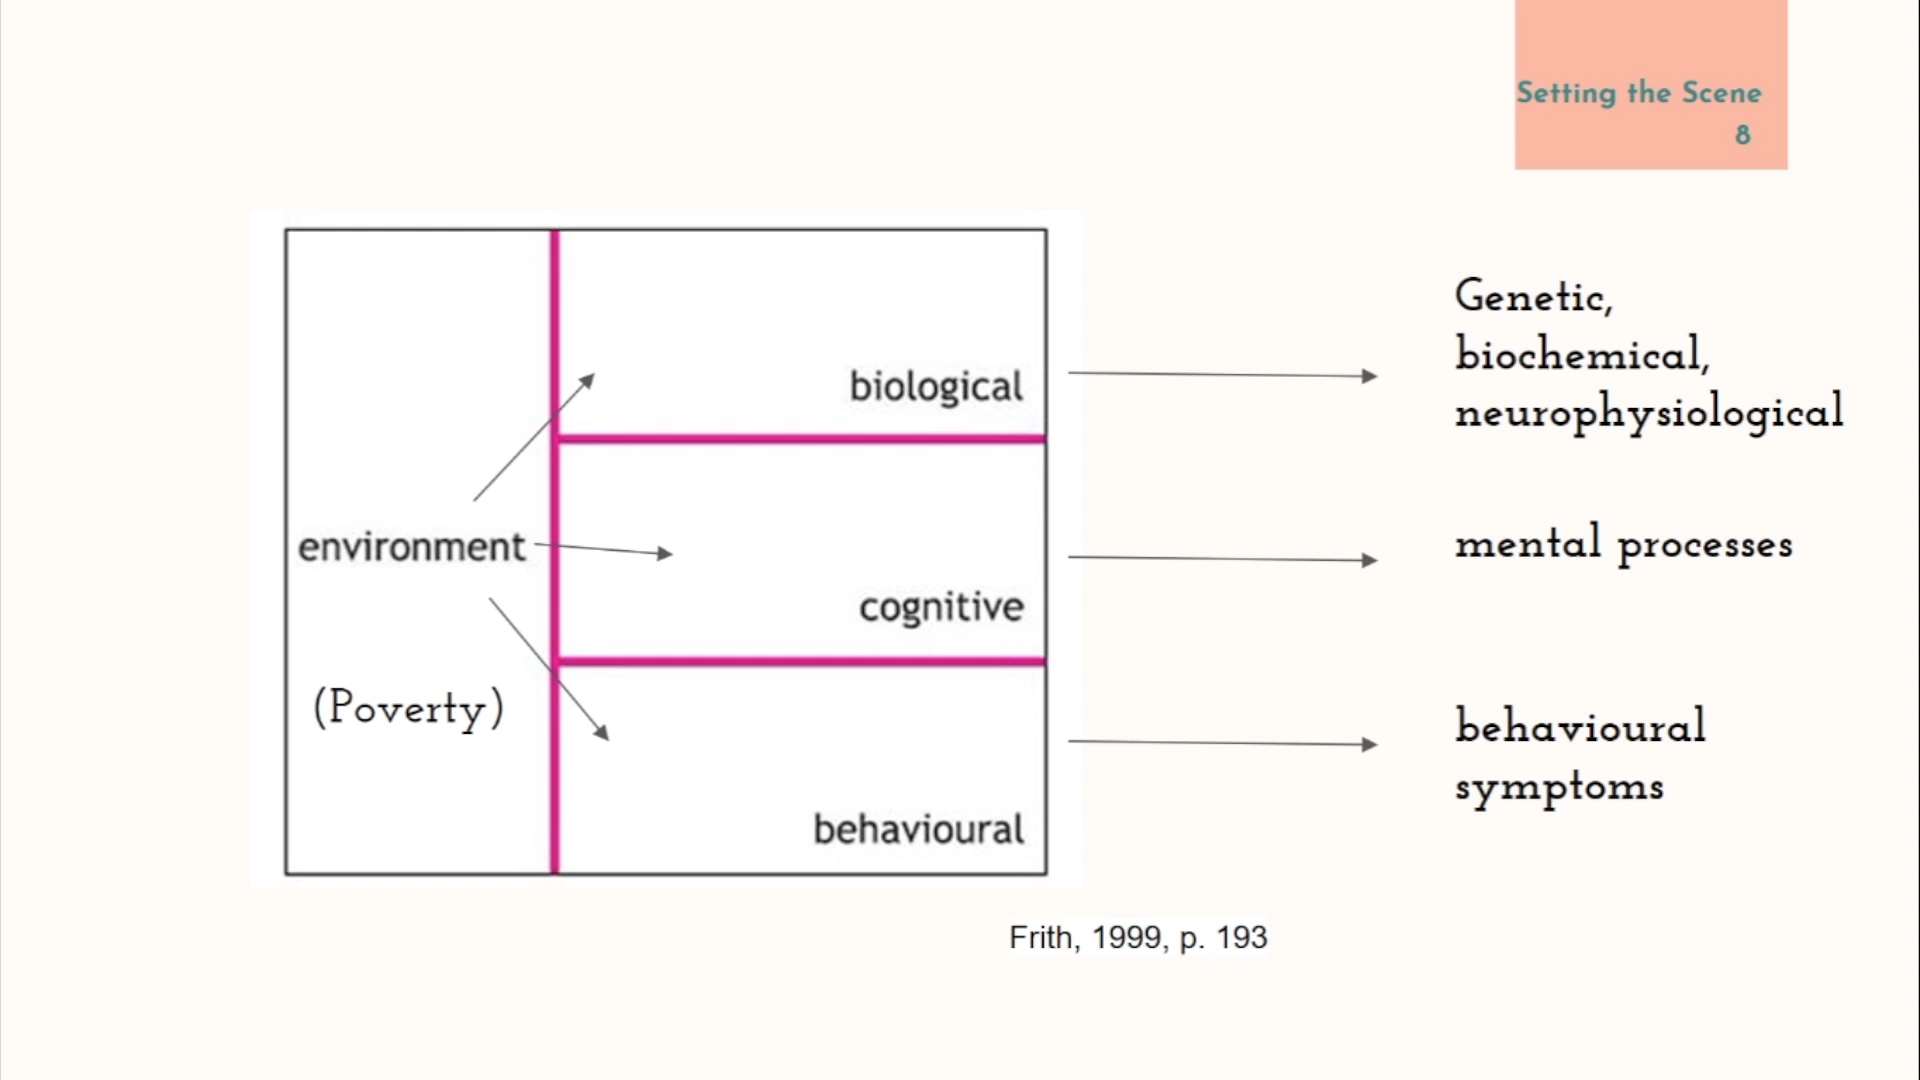 Setting the Scene
8
biological
environment
cognitive
(Poverty)
behavioural
Genetic,
biochemical,
neurophysiological
mental processes
behavioural
symptoms
Frith, 1999, p. 193